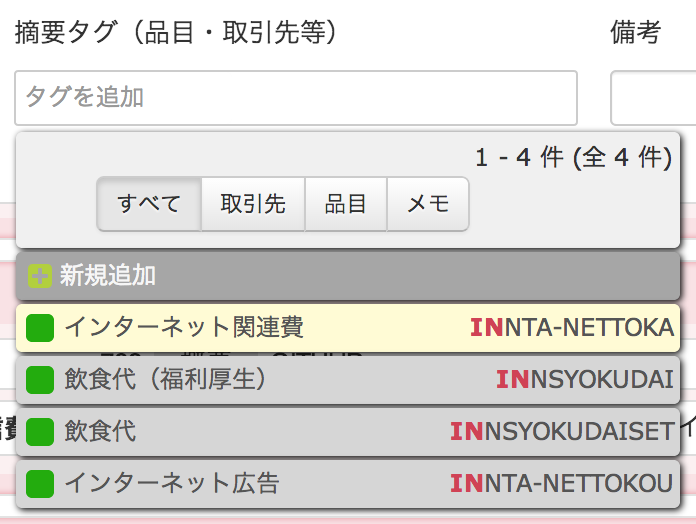 摘要タグ（品目・取引先等） 備考
タグを追加
1 - 4 件 (全 4 件)
すべて 取引先 品目 メモ
新規追加
インターネット関連費 INNTA-NETTOKA
飲食代（福利厚生） INNSYOKUDAI
飲食代 INNSYOKUDAISET
インターネット広告 INNTA-NETTOKOU